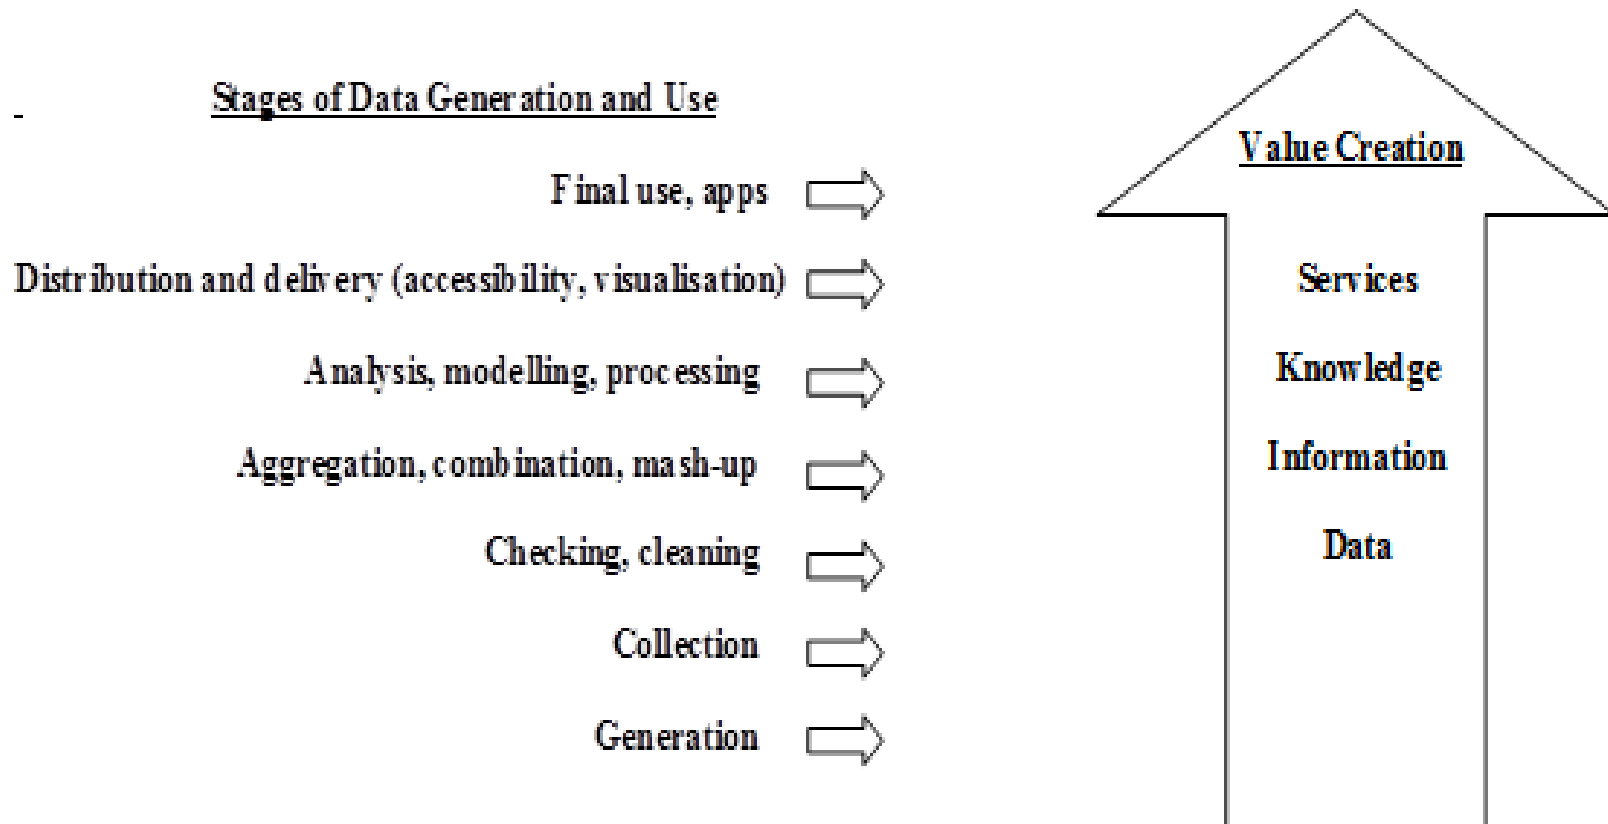 Stages of Data Generation and Use
Final use, apps
Distribution and delivery (accessibility, visualisation)
Analysis, modelling, processing
Aggregation, combination, mash-up
Checking, cleaning
Collection
Generation
Value Creation
Services
Knowledge
Information
Data